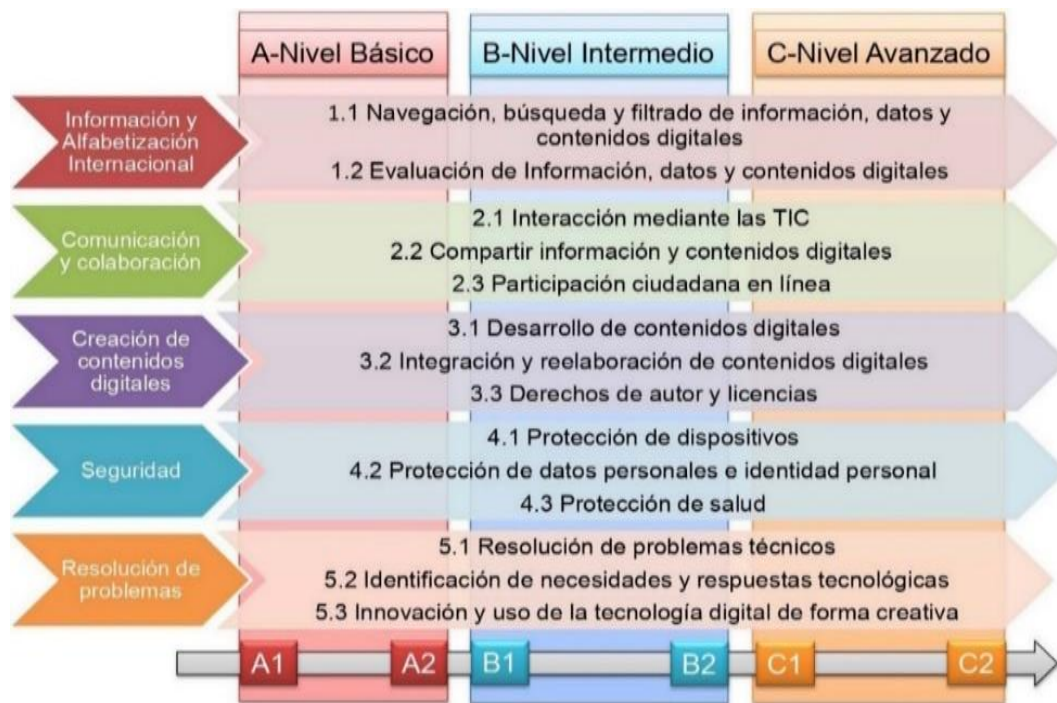 A-Nivel Básico
B-Nivel Intermedio
C-Nivel Avanzado
Información y
Alfabetización
Internacional
1.1 Navegación, búsqueda y filtrado de información, datos y
contenidos digitales
1.2 Evaluación de Información, datos y contenidos digitales
Comunicación
y colaboración
2.1 Interacción mediante las TIC
2.2 Compartir información y contenidos digitales
2.3 Participación ciudadana en línea
Creación de
contenidos
digitales
3.1 Desarrollo de contenidos digitales
3.2 Integración y reelaboración de contenidos digitales
3.3 Derechos de autor y licencias
Seguridad
4.1 Protección de dispositivos
4.2 Protección de datos personales e identidad personal
4.3 Protección de salud
Resolución de
problemas
5.1 Resolución de problemas técnicos
5.2 Identificación de necesidades y respuestas tecnológicas
5.3 Innovación y uso de la tecnología digital de forma creativa
A1
A2
B1
B2
C1
C2